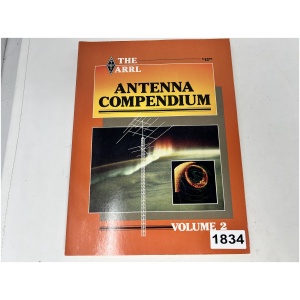 THE
ARRL
ANTENNA
COMPENDIUM
VOLUME 2
1834